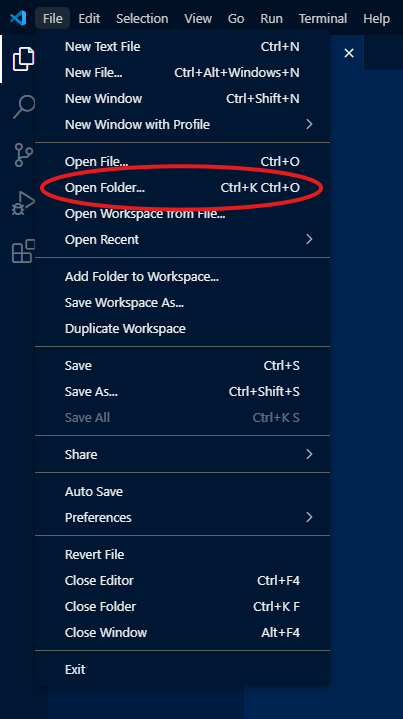 File Edit Selection View Go Run Terminal Help
New Text File Ctrl+N
New File... Ctrl+Alt+Windows+N
New Window Ctrl+Shift+N
New Window with Profile
Open File... Ctrl+O
Open Folder... Ctrl+K Ctrl+O
Open Workspace from File...
Open Recent
Add Folder to Workspace...
Save Workspace As...
Duplicate Workspace
Save Ctrl+S
Save As... Ctrl+Shift+S
Save All Ctrl+K S
Share
Auto Save
Preferences
Revert File
Close Editor Ctrl+F4
Close Folder Ctrl+K F
Close Window Alt+F4
Exit